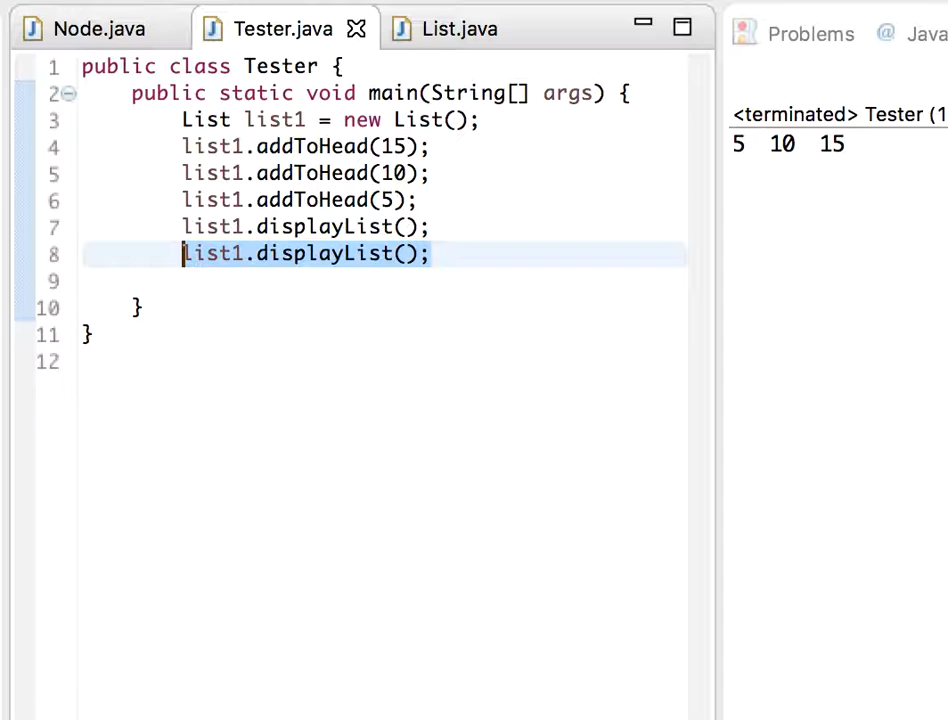 Node.java Tester.java List.java Problems @ Java
1 public class Tester {
2 public static void main(String[] args) {
3 List list1 = new List();
4 list1.addToHead(15);
5 list1.addToHead(10);
6 list1.addToHead(5);
7 list1.displayList();
8 list1.displayList();
9
10 }
11 }
12
<terminated> Tester (1
5 10 15